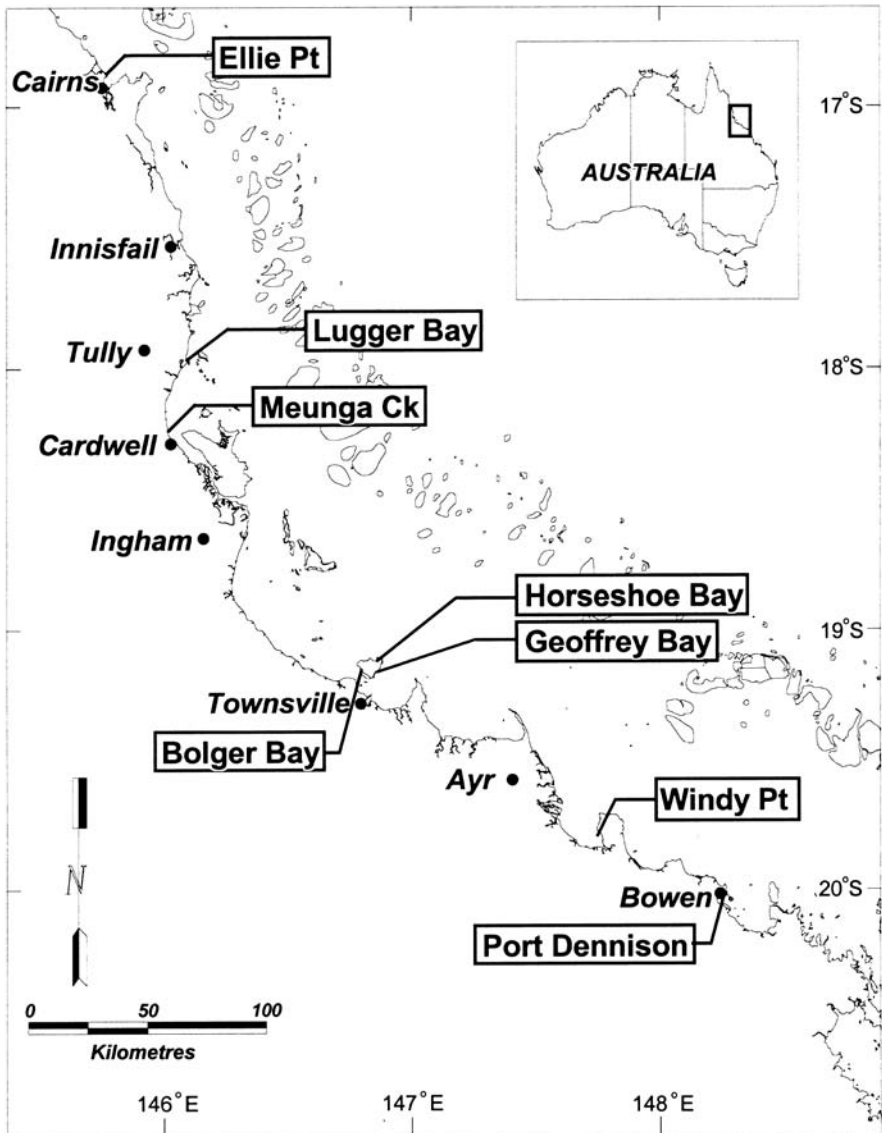 Ellie Pt
Cairns
17°S
AUSTRALIA
Innisfail
Lugger Bay
Tully
18°S
Meunga Ck
Cardwell
Ingham
Horseshoe Bay
19°S
Geoffrey Bay
Townsville
Bolger Bay
Ayr
Windy Pt
N
20°S
Bowen
Port Dennison
0 50 100
Kilometres
146°E 147°E 148°E